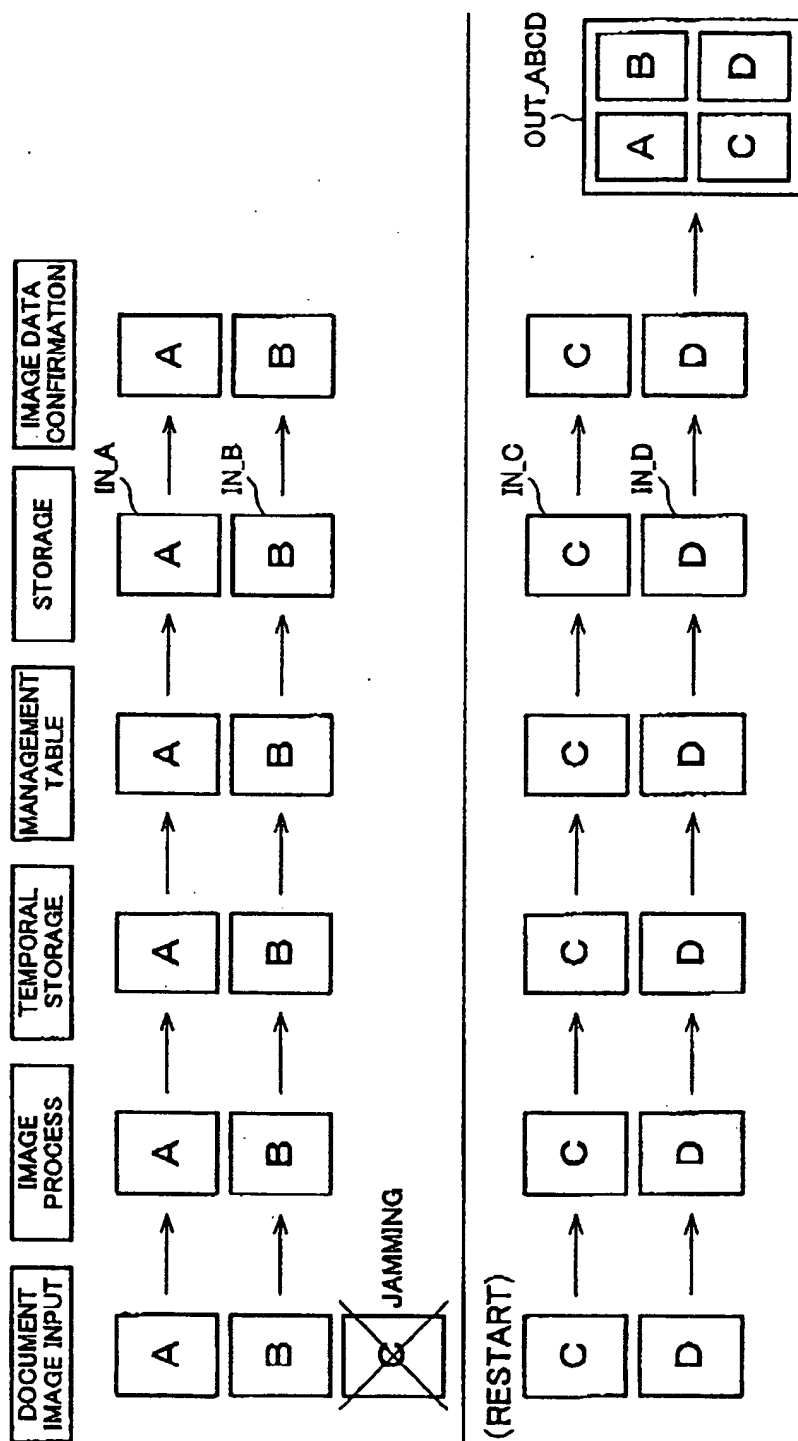 DOCUMENT
IMAGE INPUT
IMAGE
PROCESS
TEMPORAL
STORAGE
MANAGEMENT
TABLE
STORAGE
IMAGE DATA
CONFIRMATION
A
A
A
A
A
IN_A
A
B
B
B
B
B
IN_B
B
C
JAMMING
(RESTART)
C
C
C
C
C
IN_C
C
D
D
D
D
D
IN_D
D
OUT_ABCD
A
B
C
D